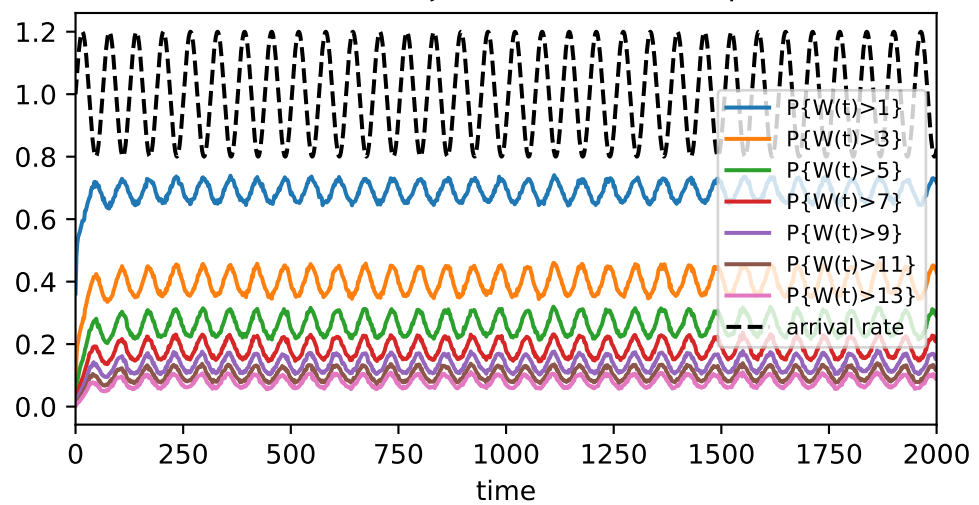 1.2
1.0
0.8
0.6
0.4
0.2
0.0
P{W(t)>1}
P{W(t)>3}
P{W(t)>5}
P{W(t)>7}
P{W(t)>9}
P{W(t)>11}
P{W(t)>13}
arrival rate
0 250 500 750 1000 1250 1500 1750 2000
time